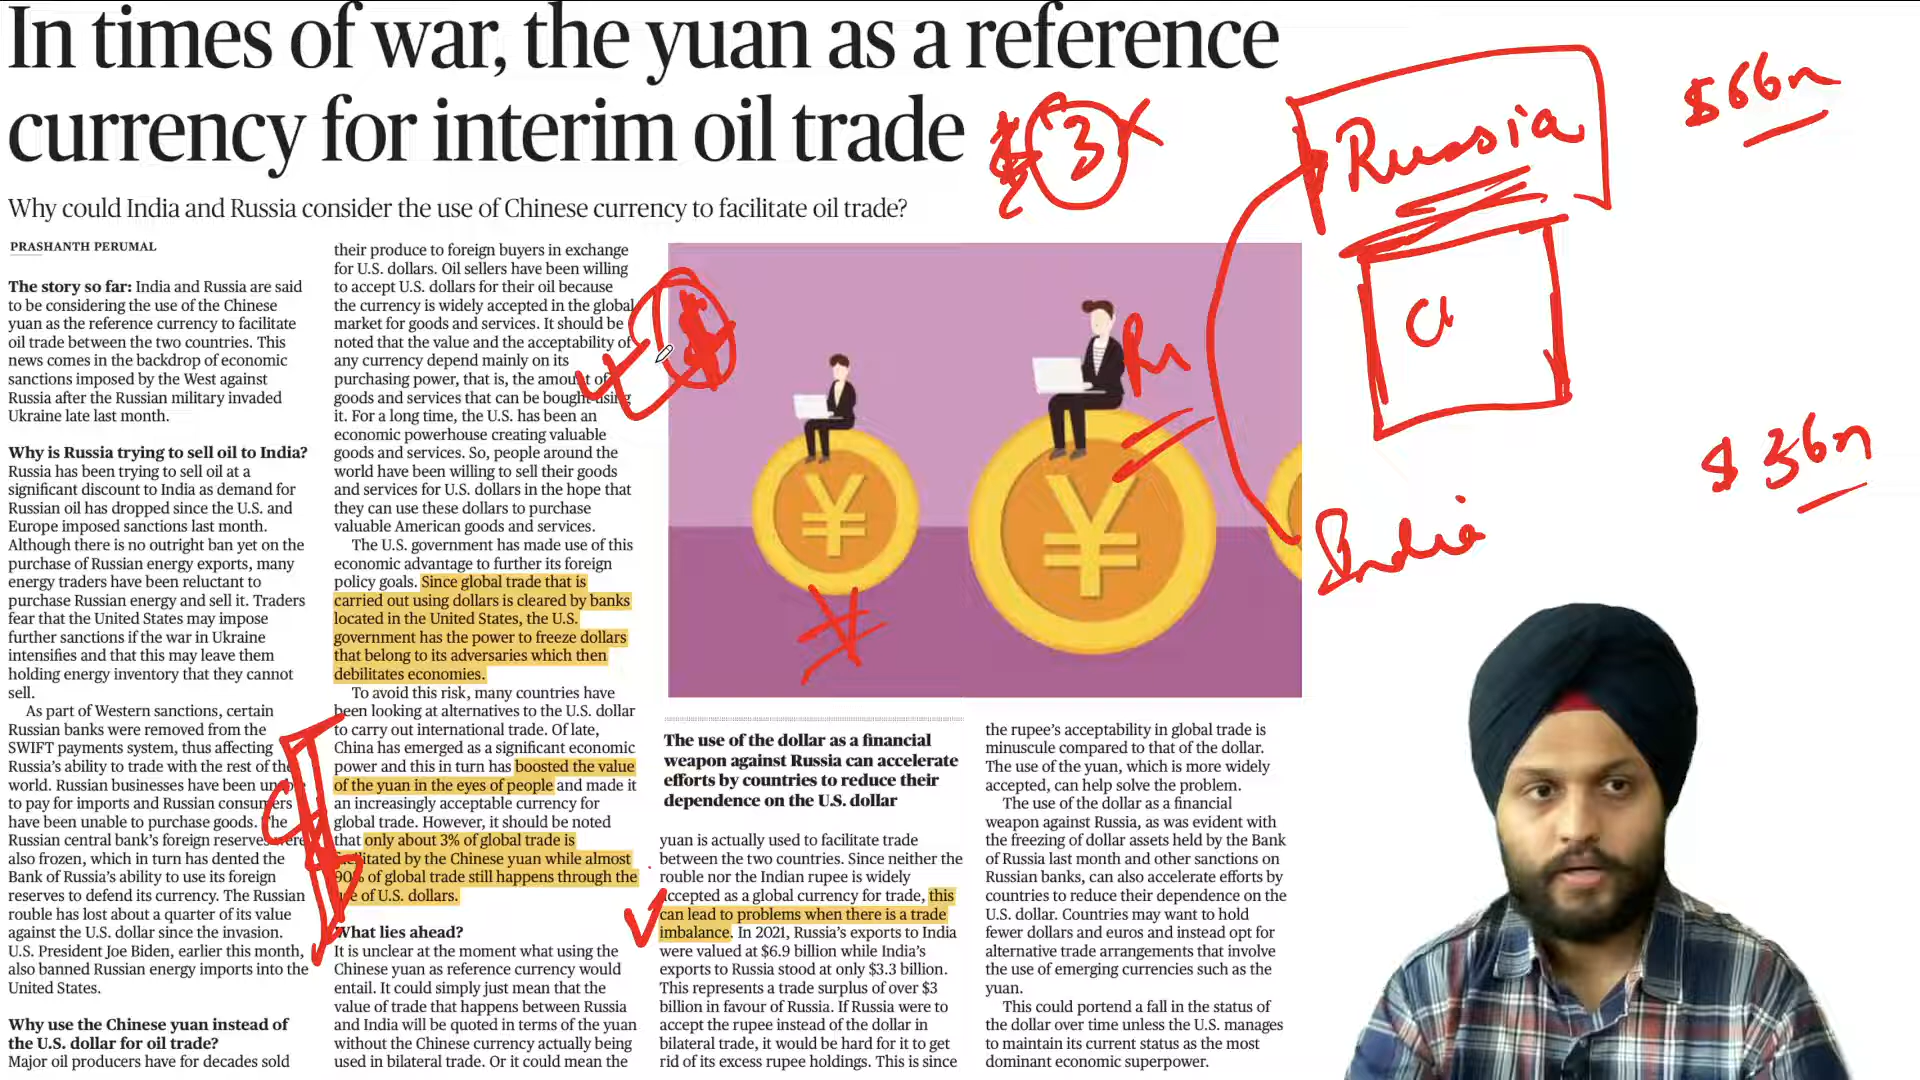 In times of war, the yuan as a reference
currency for interim oil trade
Why could India and Russia consider the use of Chinese currency to facilitate oil trade?
PRASHANTH PERUMAL
The story so far: India and Russia are said
to be considering the use of the Chinese
yuan as the reference currency to facilitate
oil trade between the two countries. This
news comes in the backdrop of economic
sanctions imposed by the West against
Russia after the Russian military invaded
Ukraine late last month.
Why is Russia trying to sell oil to India?
Russia has been trying to sell oil at a
significant discount to India as demand for
Russian oil has dropped since the U.S. and
Europe imposed sanctions last month.
Although there is no outright ban yet on the
purchase of Russian energy exports, many
energy traders have been reluctant to
purchase Russian energy and sell it. Traders
fear that the United States may impose
further sanctions if the war in Ukraine
intensifies and that this may leave them
holding energy inventory that they cannot
sell.
As part of Western sanctions, certain
Russian banks were removed from the
SWIFT payments system, thus affecting
Russia's ability to trade with the rest of the
world. Russian businesses have been unable
to pay for imports and Russian consumers
have been unable to purchase goods. The
Russian central bank's foreign reserves were
also frozen, which in turn has dented the
Bank of Russia's ability to use its foreign
reserves to defend its currency. The Russian
rouble has lost about a quarter of its value
against the U.S. dollar since the invasion.
U.S. President Joe Biden, earlier this month,
also banned Russian energy imports into the
United States.
Why use the Chinese yuan instead of
the U.S. dollar for oil trade?
Major oil producers have for decades sold
their produce to foreign buyers in exchange
for U.S. dollars. Oil sellers have been willing
to accept U.S. dollars for their oil because
the currency is widely accepted in the global
market for goods and services. It should be
noted that the value and the acceptability of
any currency depend mainly on its
purchasing power, that is, the amount of
goods and services that can be bought using
it. For a long time, the U.S. has been an
economic powerhouse creating valuable
goods and services. So, people around the
world have been willing to sell their goods
and services for U.S. dollars in the hope that
they can use these dollars to purchase
valuable American goods and services.
The U.S. government has made use of this
economic advantage to further its foreign
policy goals. Since global trade that is
carried out using dollars is cleared by banks
located in the United States, the U.S.
government has the power to freeze dollars
that belong to its adversaries which then
debilitates economies.
To avoid this risk, many countries have
been looking at alternatives to the U.S. dollar
to carry out international trade. Of late,
China has emerged as a significant economic
power and this in turn has boosted the value
of the yuan in the eyes of people and made it
an increasingly acceptable currency for
global trade. However, it should be noted
that only about 3% of global trade is
facilitated by the Chinese yuan while almost
90% of global trade still happens through the
use of U.S. dollars.
What lies ahead?
It is unclear at the moment what using the
Chinese yuan as reference currency would
entail. It could simply just mean that the
value of trade that happens between Russia
and India will be quoted in terms of the yuan
without the Chinese currency actually being
used in bilateral trade. Or it could mean the
The use of the dollar as a financial
weapon against Russia can accelerate
efforts by countries to reduce their
dependence on the U.S. dollar
yuan is actually used to facilitate trade
between the two countries. Since neither the
rouble nor the Indian rupee is widely
accepted as a global currency for trade, this
can lead to problems when there is a trade
imbalance. In 2021, Russia's exports to India
were valued at $6.9 billion while India's
exports to Russia stood at only $3.3 billion.
This represents a trade surplus of over $3
billion in favour of Russia. If Russia were to
accept the rupee instead of the dollar in
bilateral trade, it would be hard for it to get
rid of its excess rupee holdings. This is since
the rupee's acceptability in global trade is
minuscule compared to that of the dollar.
The use of the yuan, which is more widely
accepted, can help solve the problem.
The use of the dollar as a financial
weapon against Russia, as was evident with
the freezing of dollar assets held by the Bank
of Russia last month and other sanctions on
Russian banks, can also accelerate efforts by
countries to reduce their dependence on the
U.S. dollar. Countries may want to hold
fewer dollars and euros and instead opt for
alternative trade arrangements that involve
the use of emerging currencies such as the
yuan.
This could portend a fall in the status of
the dollar over time unless the U.S. manages
to maintain its current status as the most
dominant economic superpower.
¥
¥
3
Russia
$6bn
$3bn
India